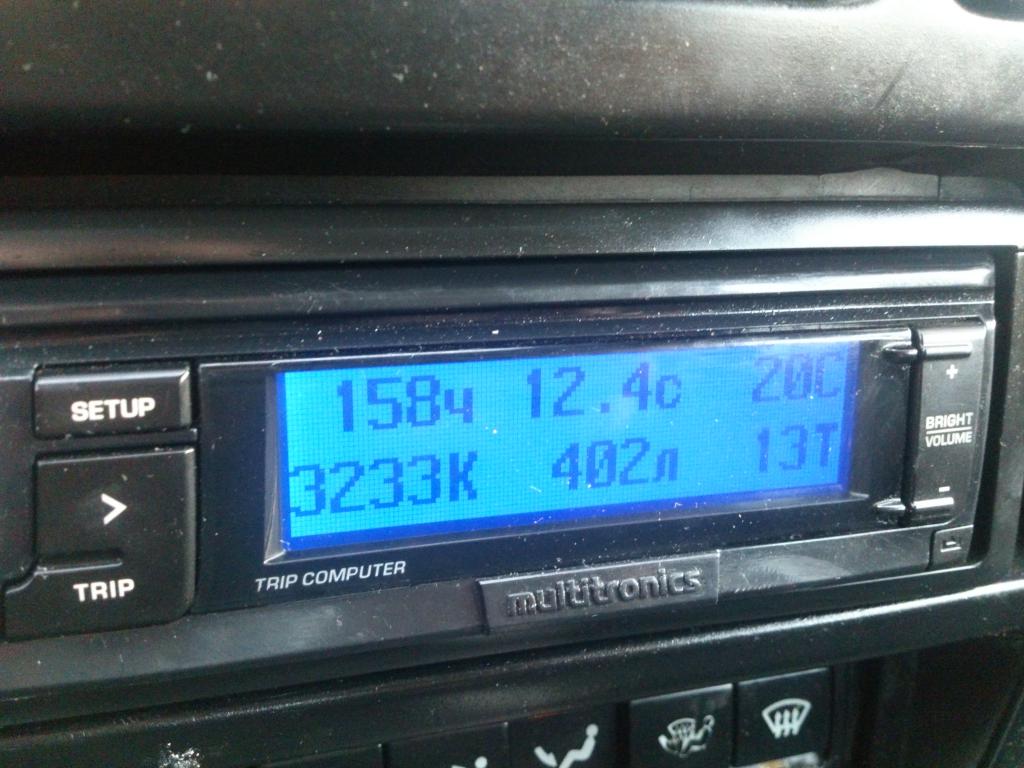 SETUP
>
TRIP
158ч 12.4с 20С
3233К 402л 13Т
+
BRIGHT
VOLUME
-
TRIP COMPUTER
multitronics